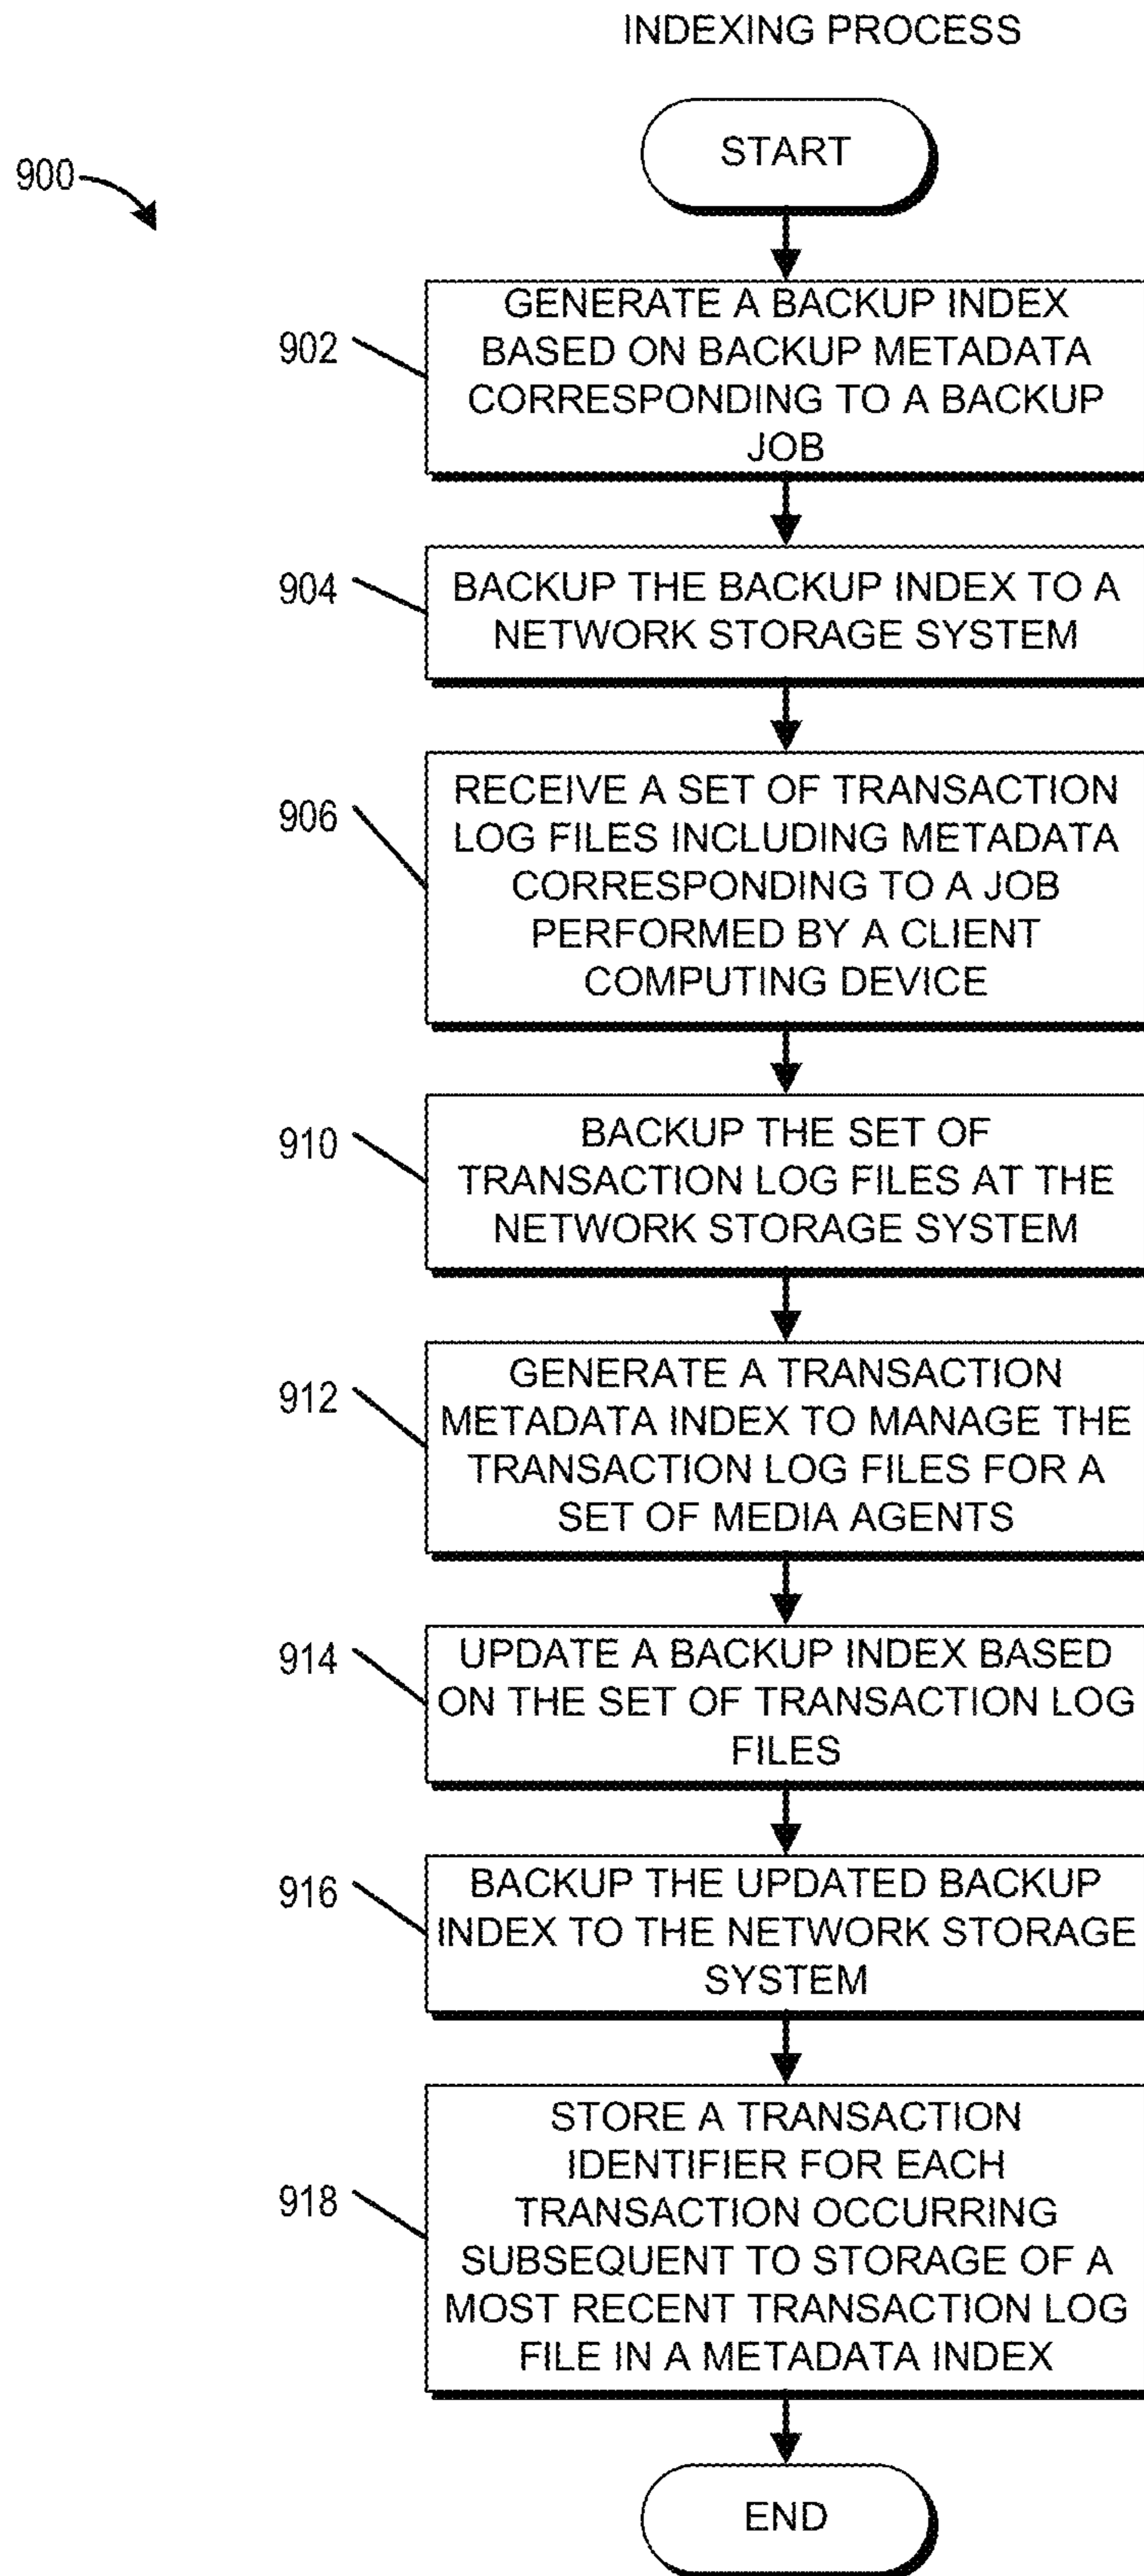 INDEXING PROCESS
START
900
902
GENERATE A BACKUP INDEX
BASED ON BACKUP METADATA
CORRESPONDING TO A BACKUP
JOB
904
BACKUP THE BACKUP INDEX TO A
NETWORK STORAGE SYSTEM
906
RECEIVE A SET OF TRANSACTION
LOG FILES INCLUDING METADATA
CORRESPONDING TO A JOB
PERFORMED BY A CLIENT
COMPUTING DEVICE
910
BACKUP THE SET OF
TRANSACTION LOG FILES AT THE
NETWORK STORAGE SYSTEM
912
GENERATE A TRANSACTION
METADATA INDEX TO MANAGE THE
TRANSACTION LOG FILES FOR A
SET OF MEDIA AGENTS
914
UPDATE A BACKUP INDEX BASED
ON THE SET OF TRANSACTION LOG
FILES
916
BACKUP THE UPDATED BACKUP
INDEX TO THE NETWORK STORAGE
SYSTEM
918
STORE A TRANSACTION
IDENTIFIER FOR EACH
TRANSACTION OCCURRING
SUBSEQUENT TO STORAGE OF A
MOST RECENT TRANSACTION LOG
FILE IN A METADATA INDEX
END